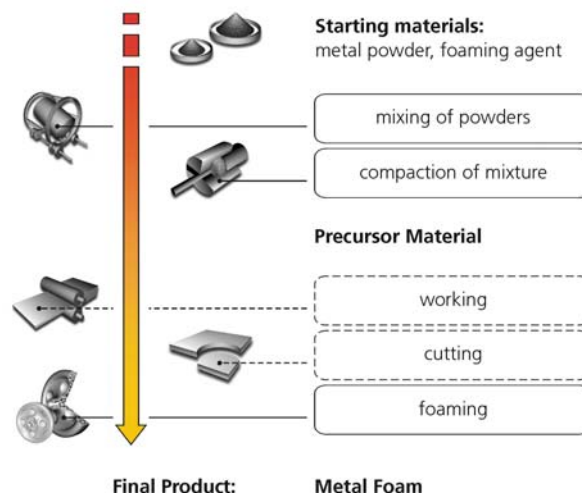 Starting materials:
metal powder, foaming agent
mixing of powders
compaction of mixture
Precursor Material
working
cutting
foaming
Final Product: Metal Foam